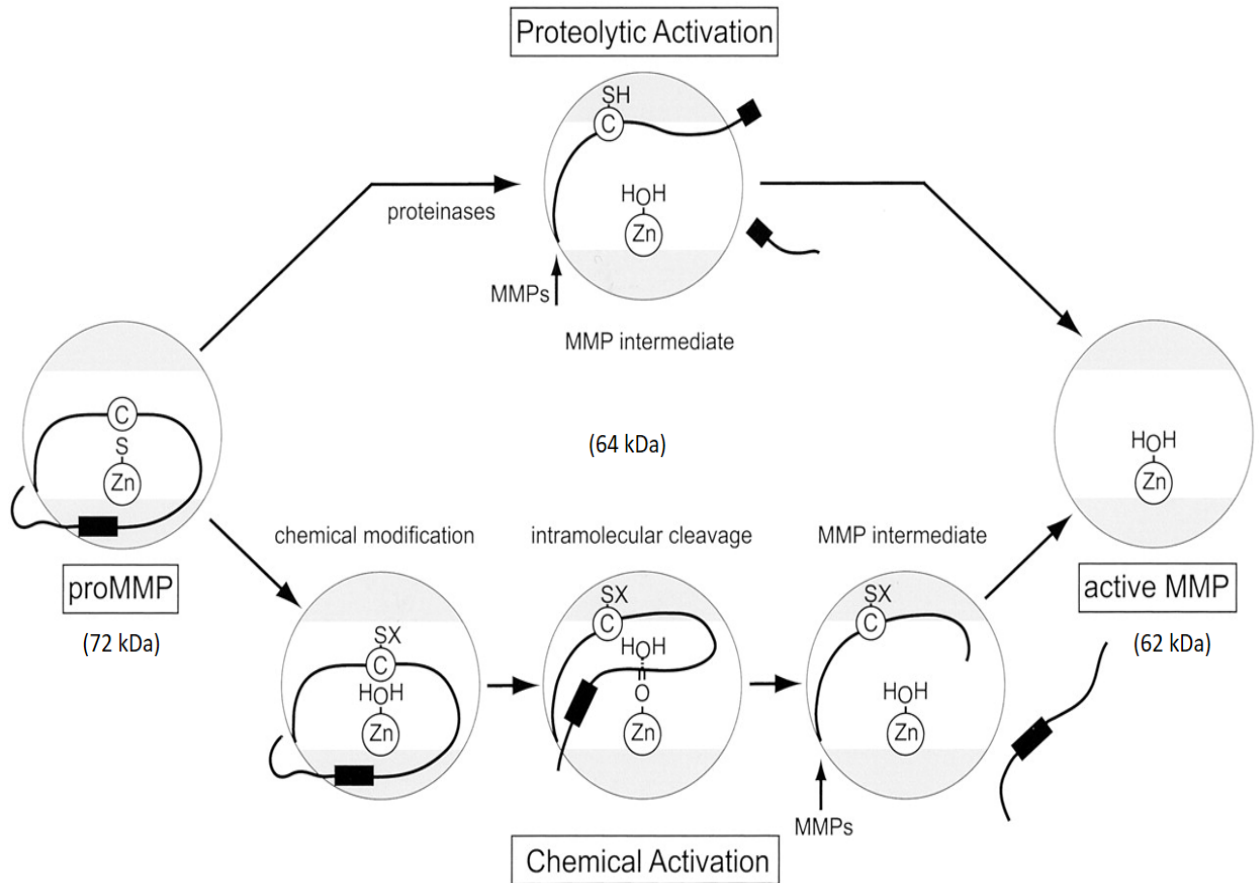 Proteolytic Activation
SH
C
HOH
Zn
proteinases
MMPs
MMP intermediate
C
S
Zn
proMMP
(72 kDa)
(64 kDa)
HOH
Zn
active MMP
(62 kDa)
chemical modification
intramolecular cleavage
MMP intermediate
SX
C
HOH
Zn
SX
C
HOH
O
Zn
SX
C
HOH
Zn
MMPs
Chemical Activation